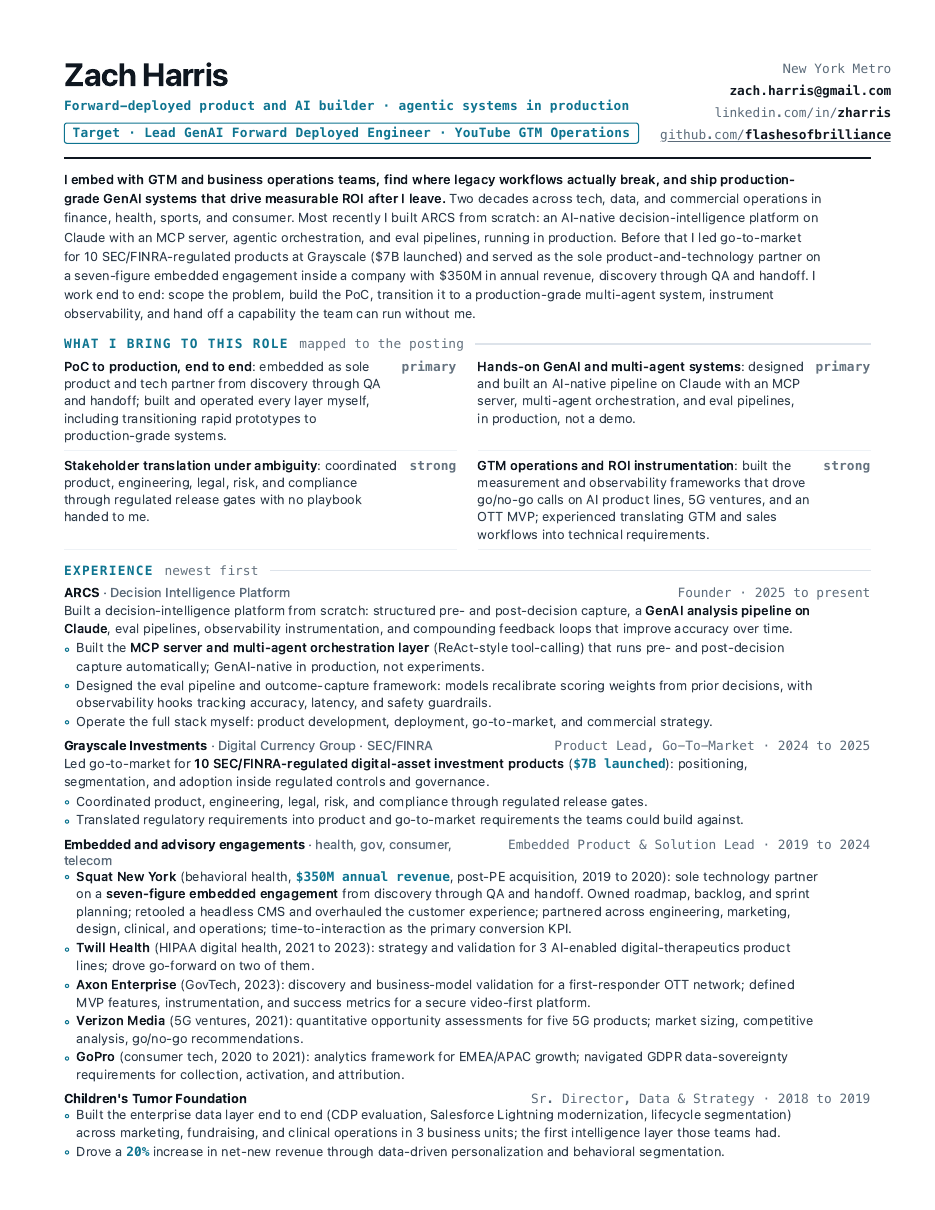 Zach Harris
New York Metro
Forward-deployed product and AI builder · agentic systems in production
zach.harris@gmail.com
linkedin.com/in/zharris
Target · Lead GenAI Forward Deployed Engineer · YouTube GTM Operations
github.com/flashesofbrilliance
I embed with GTM and business operations teams, find where legacy workflows actually break, and ship production-
grade GenAI systems that drive measurable ROI after I leave. Two decades across tech, data, and commercial operations in
finance, health, sports, and consumer. Most recently I built ARCS from scratch: an AI-native decision-intelligence platform on
Claude with an MCP server, agentic orchestration, and eval pipelines, running in production. Before that I led go-to-market
for 10 SEC/FINRA-regulated products at Grayscale ($7B launched) and served as the sole product-and-technology partner on
a seven-figure embedded engagement inside a company with $350M in annual revenue, discovery through QA and handoff. I
work end to end: scope the problem, build the PoC, transition it to a production-grade multi-agent system, instrument
observability, and hand off a capability the team can run without me.
WHAT I BRING TO THIS ROLE mapped to the posting
PoC to production, end to end: embedded as sole primary
product and tech partner from discovery through QA
and handoff; built and operated every layer myself,
including transitioning rapid prototypes to
production-grade systems.
Hands-on GenAI and multi-agent systems: designed primary
and built an AI-native pipeline on Claude with an MCP
server, multi-agent orchestration, and eval pipelines,
in production, not a demo.
Stakeholder translation under ambiguity: coordinated strong
product, engineering, legal, risk, and compliance
through regulated release gates with no playbook
handed to me.
GTM operations and ROI instrumentation: built the strong
measurement and observability frameworks that drove
go/no-go calls on AI product lines, 5G ventures, and an
OTT MVP; experienced translating GTM and sales
workflows into technical requirements.
EXPERIENCE newest first
ARCS · Decision Intelligence Platform Founder · 2025 to present
Built a decision-intelligence platform from scratch: structured pre- and post-decision capture, a GenAI analysis pipeline on
Claude, eval pipelines, observability instrumentation, and compounding feedback loops that improve accuracy over time.
Built the MCP server and multi-agent orchestration layer (ReAct-style tool-calling) that runs pre- and post-decision
capture automatically; GenAI-native in production, not experiments.
Designed the eval pipeline and outcome-capture framework: models recalibrate scoring weights from prior decisions, with
observability hooks tracking accuracy, latency, and safety guardrails.
Operate the full stack myself: product development, deployment, go-to-market, and commercial strategy.
Grayscale Investments · Digital Currency Group · SEC/FINRA Product Lead, Go-To-Market · 2024 to 2025
Led go-to-market for 10 SEC/FINRA-regulated digital-asset investment products ($7B launched): positioning,
segmentation, and adoption inside regulated controls and governance.
Coordinated product, engineering, legal, risk, and compliance through regulated release gates.
Translated regulatory requirements into product and go-to-market requirements the teams could build against.
Embedded and advisory engagements · health, gov, consumer, Embedded Product & Solution Lead · 2019 to 2024
telecom
Squat New York (behavioral health, $350M annual revenue, post-PE acquisition, 2019 to 2020): sole technology partner
on a seven-figure embedded engagement from discovery through QA and handoff. Owned roadmap, backlog, and sprint
planning; retooled a headless CMS and overhauled the customer experience; partnered across engineering, marketing,
design, clinical, and operations; time-to-interaction as the primary conversion KPI.
Twill Health (HIPAA digital health, 2021 to 2023): strategy and validation for 3 AI-enabled digital-therapeutics product
lines; drove go-forward on two of them.
Axon Enterprise (GovTech, 2023): discovery and business-model validation for a first-responder OTT network; defined
MVP features, instrumentation, and success metrics for a secure video-first platform.
Verizon Media (5G ventures, 2021): quantitative opportunity assessments for five 5G products; market sizing, competitive
analysis, go/no-go recommendations.
GoPro (consumer tech, 2020 to 2021): analytics framework for EMEA/APAC growth; navigated GDPR data-sovereignty
requirements for collection, activation, and attribution.
Children's Tumor Foundation Sr. Director, Data & Strategy · 2018 to 2019
Built the enterprise data layer end to end (CDP evaluation, Salesforce Lightning modernization, lifecycle segmentation)
across marketing, fundraising, and clinical operations in 3 business units; the first intelligence layer those teams had.
Drove a 20% increase in net-new revenue through data-driven personalization and behavioral segmentation.